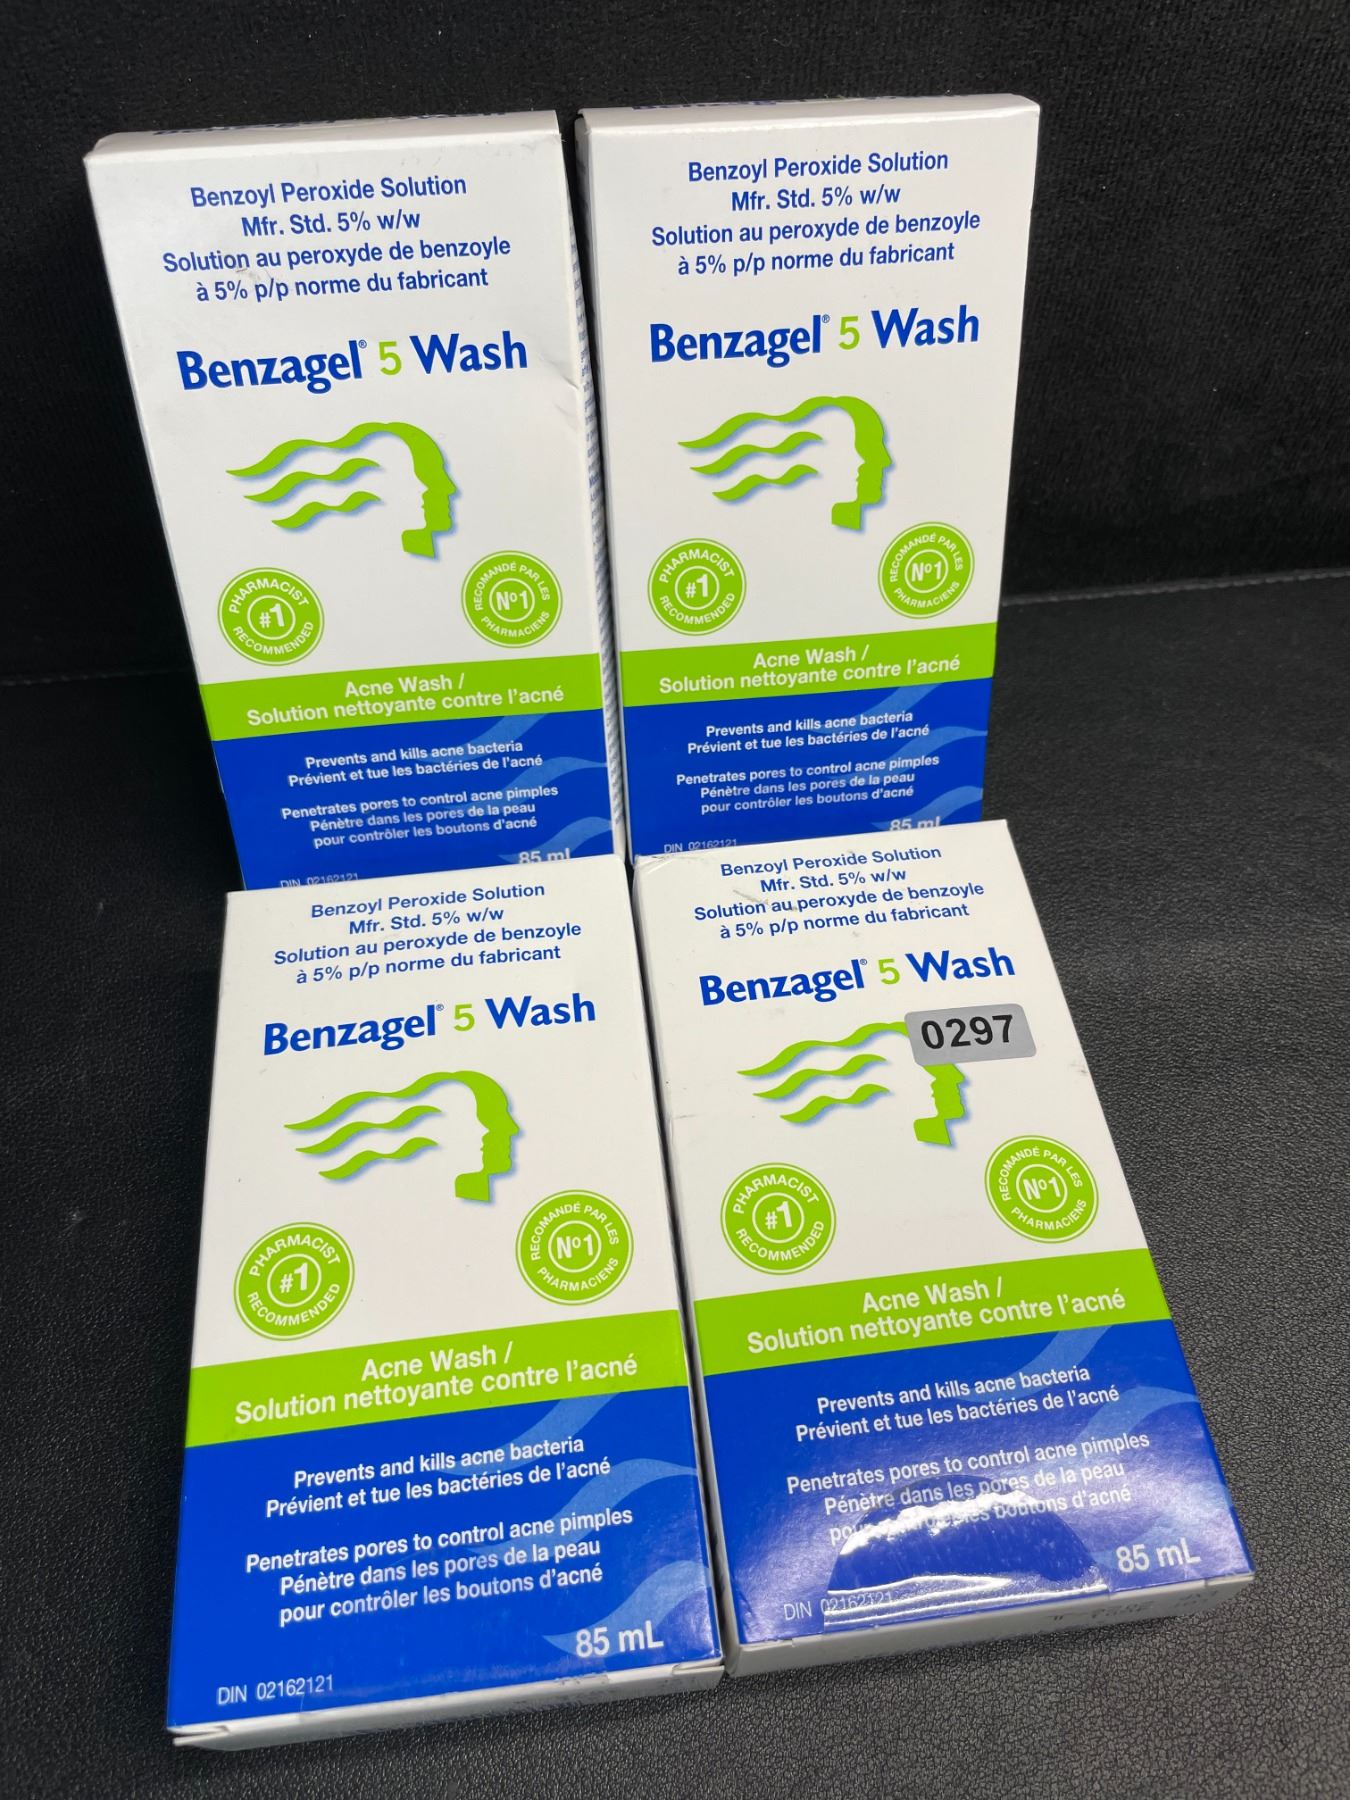 Benzoyl Peroxide Solution
Mfr. Std. 5% w/w
Solution au peroxyde de benzoyle
à 5% p/p norme du fabricant
Benzagel® 5 Wash
PHARMACIST
#1
RECOMMENDED
RECOMANDÉ PAR LES
No1
PHARMACIENS
Acne Wash /
Solution nettoyante contre l'acné
Prevents and kills acne bacteria
Prévient et tue les bactéries de l'acné
Penetrates pores to control acne pimples
Pénètre dans les pores de la peau
pour contrôler les boutons d'acné
85 ml
DIN 02162121
Benzoyl Peroxide Solution
Mfr. Std. 5% w/w
Solution au peroxyde de benzoyle
à 5% p/p norme du fabricant
Benzagel® 5 Wash
PHARMACIST
#1
RECOMMENDED
RECOMANDÉ PAR LES
No1
PHARMACIENS
Acne Wash /
Solution nettoyante contre l'acné
Prevents and kills acne bacteria
Prévient et tue les bactéries de l'acné
Penetrates pores to control acne pimples
Pénètre dans les pores de la peau
pour contrôler les boutons d'acné
85 ml
DIN 02162121
Benzoyl Peroxide Solution
Mfr. Std. 5% w/w
Solution au peroxyde de benzoyle
à 5% p/p norme du fabricant
Benzagel® 5 Wash
PHARMACIST
#1
RECOMMENDED
RECOMANDÉ PAR LES
No1
PHARMACIENS
Acne Wash /
Solution nettoyante contre l'acné
Prevents and kills acne bacteria
Prévient et tue les bactéries de l'acné
Penetrates pores to control acne pimples
Pénètre dans les pores de la peau
pour contrôler les boutons d'acné
85 mL
DIN 02162121
Benzoyl Peroxide Solution
Mfr. Std. 5% w/w
Solution au peroxyde de benzoyle
à 5% p/p norme du fabricant
Benzagel® 5 Wash
0297
PHARMACIST
#1
RECOMMENDED
RECOMANDÉ PAR LES
No1
PHARMACIENS
Acne Wash /
Solution nettoyante contre l'acné
Prevents and kills acne bacteria
Prévient et tue les bactéries de l'acné
Penetrates pores to control acne pimples
Pénètre dans les pores de la peau
boutons d'acné
85 mL
DIN 02162121